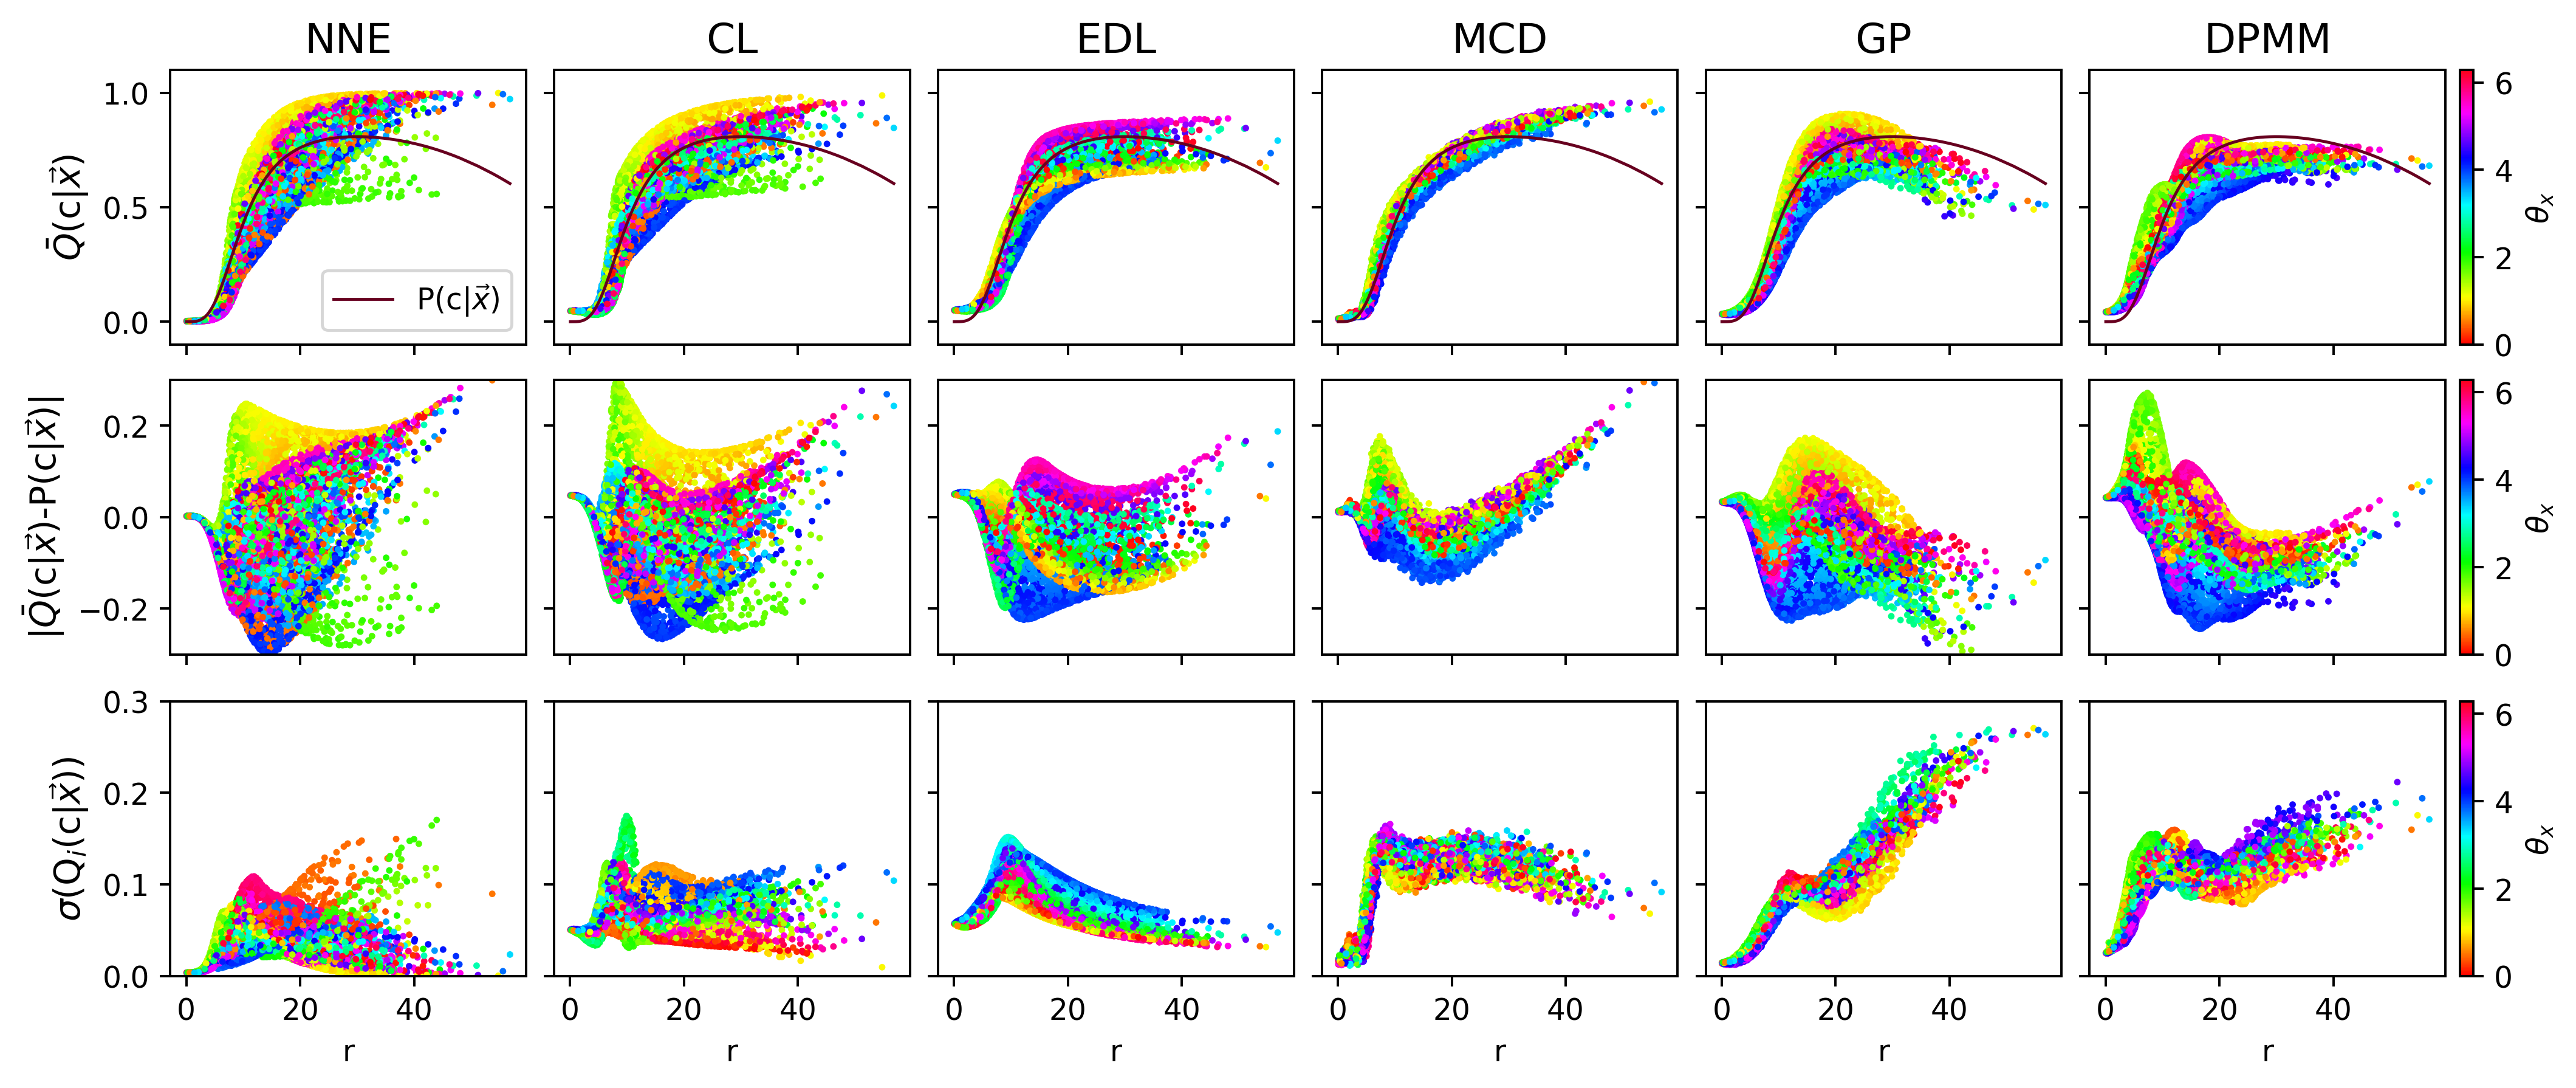 NNE CL EDL MCD GP DPMM
1.0
0.5
0.0
Q̄(c|x⃗)
P(c|x⃗)
6
4
2
0
θx
0.2
0.0
−0.2
|Q̄(c|x⃗)-P(c|x⃗)|
6
4
2
0
θx
0.3
0.2
0.1
0.0
σ(Qi(c|x⃗))
6
4
2
0
θx
0 20 40 0 20 40 0 20 40 0 20 40 0 20 40 0 20 40
r r r r r r